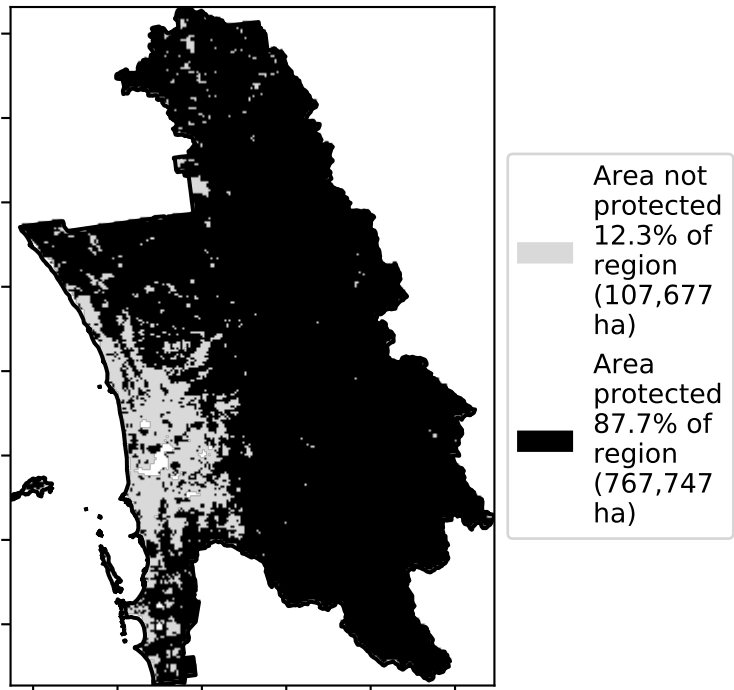 Area not
protected
12.3% of
region
(107,677
ha)
Area
protected
87.7% of
region
(767,747
ha)